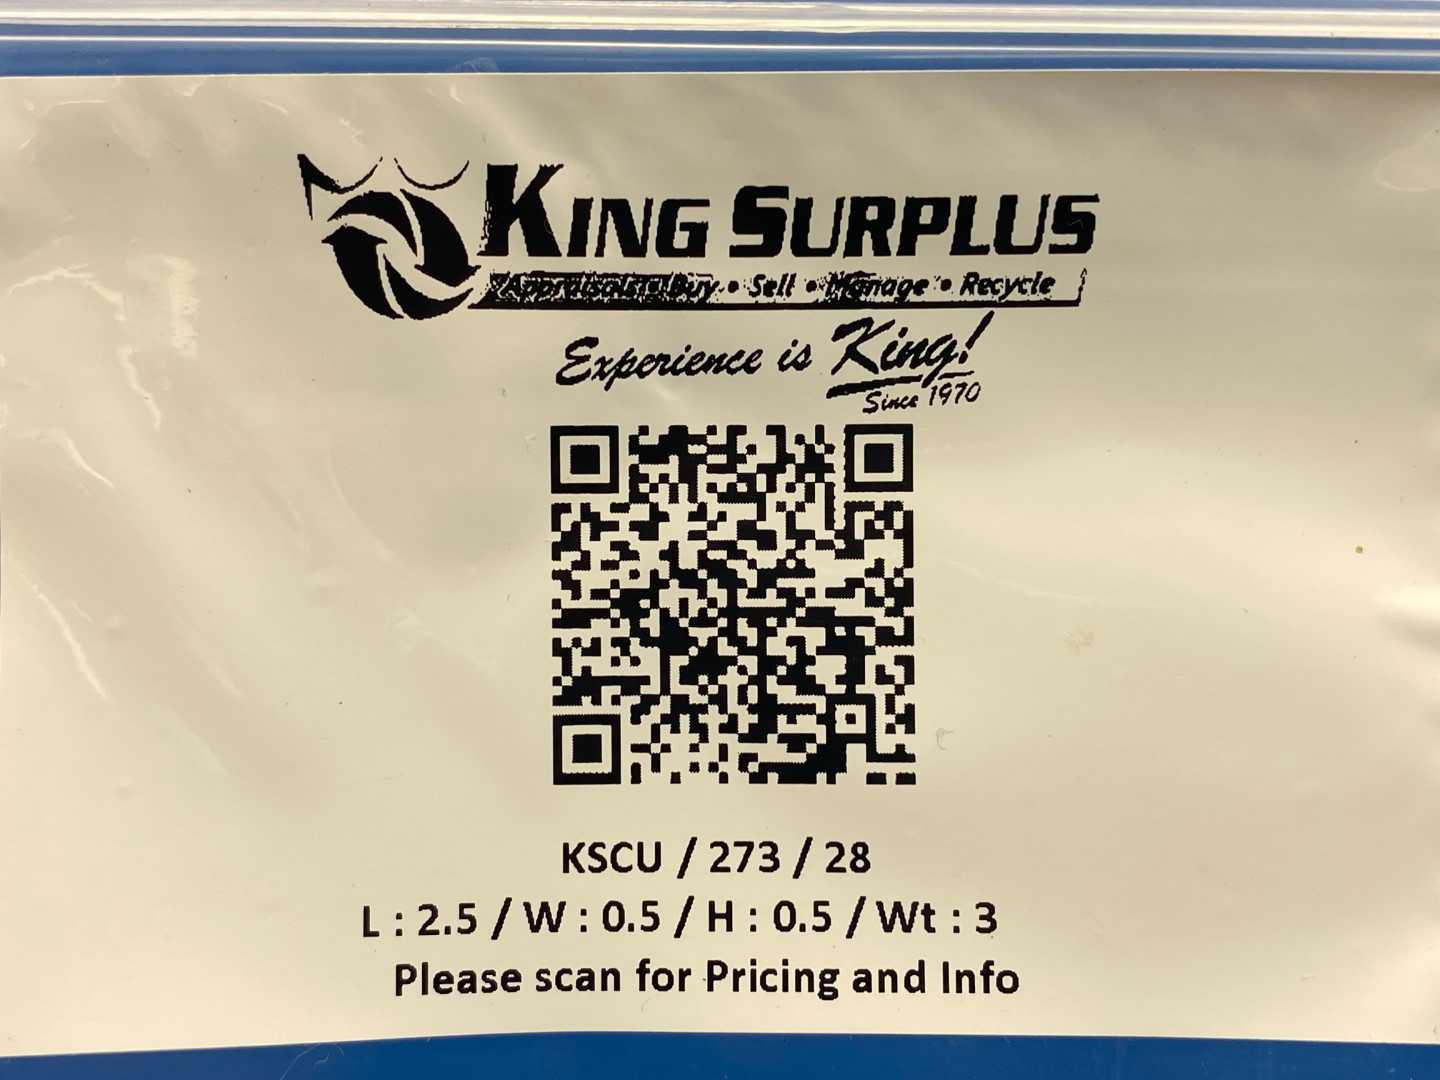 KING SURPLUS
Appraisals • Buy • Sell • Manage • Recycle
Experience is King!
Since 1970
KSCU / 273 / 28
L : 2.5 / W : 0.5 / H : 0.5 / Wt : 3
Please scan for Pricing and Info